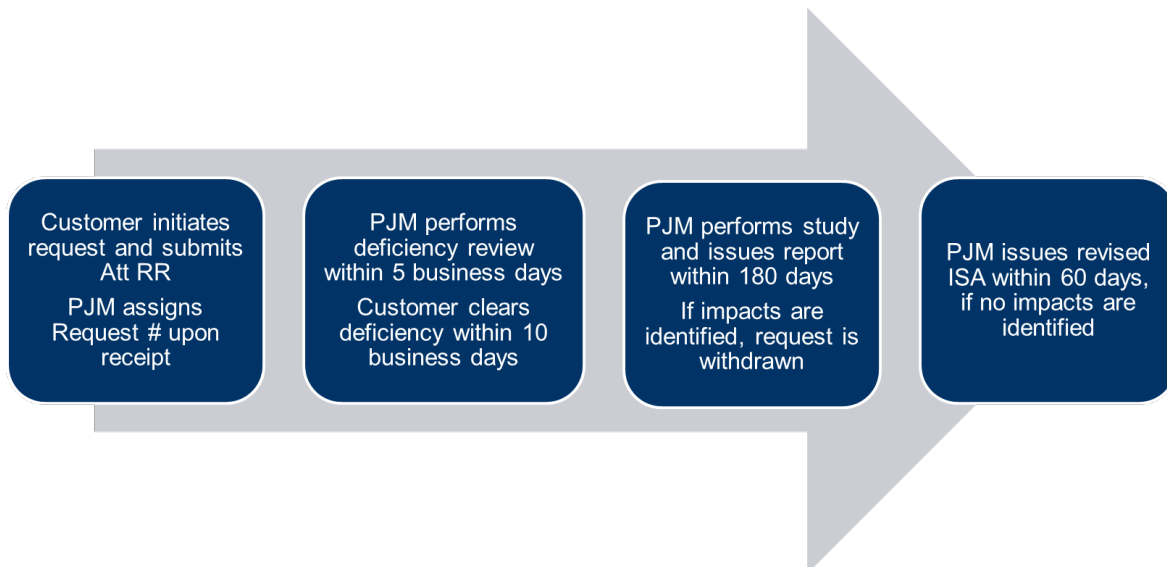 Customer initiates
request and submits
Att RR
PJM assigns
Request # upon
receipt
PJM performs
deficiency review
within 5 business days
Customer clears
deficiency within 10
business days
PJM performs study
and issues report
within 180 days
If impacts are
identified, request is
withdrawn
PJM issues revised
ISA within 60 days,
if no impacts are
identified